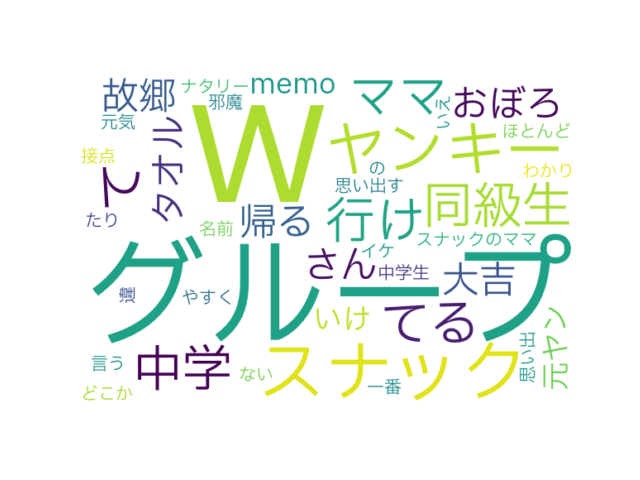 故郷
ナタリー
memo
ママ
元気
邪魔
W
おぼろ
いえ
タオル
ヤンキー
ほとんど
接点
て
の
わかり
思い出す
同級生
たり
名前
帰る
行け
スナックのママ
グループ
さん
イケ
中学生
大吉
違
やすく
いけ
てる
言う
中学
ない
スナック
一番
思い出
元ヤン
どこか